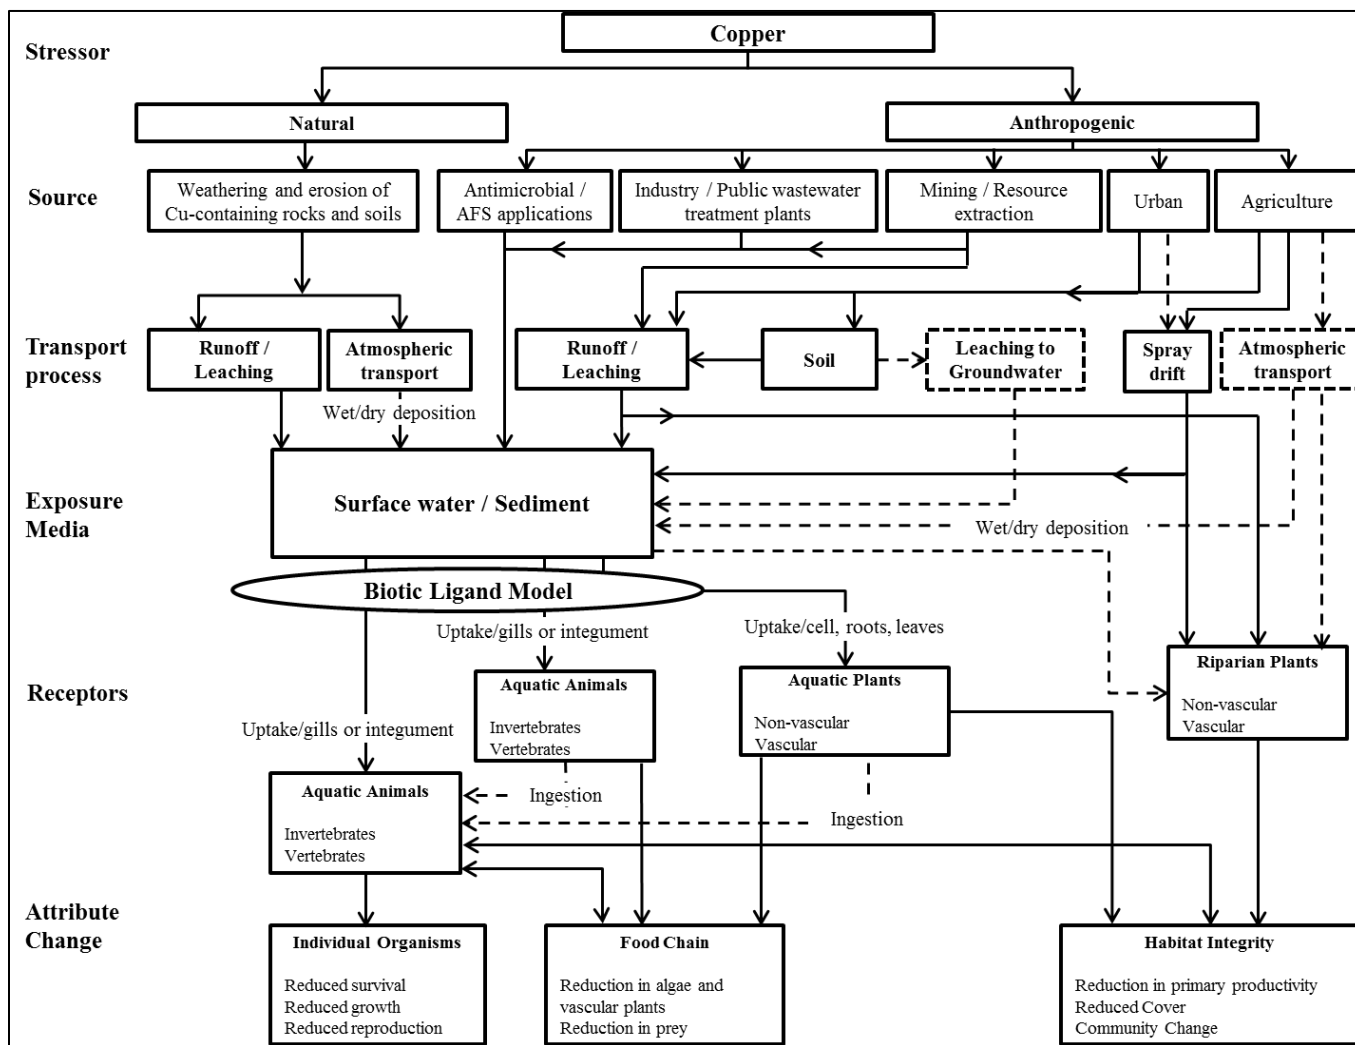 Copper
Stressor
Natural
Anthropogenic
Source
Weathering and erosion of
Cu-containing rocks and soils
Antimicrobial /
AFS applications
Industry / Public wastewater
treatment plants
Mining / Resource
extraction
Urban
Agriculture
Transport
process
Runoff /
Leaching
Atmospheric
transport
Runoff /
Leaching
Soil
Leaching to
Groundwater
Spray
drift
Atmospheric
transport
Wet/dry deposition
Exposure
Media
Surface water / Sediment
Wet/dry deposition
Biotic Ligand Model
Uptake/gills or integument
Uptake/cell, roots, leaves
Receptors
Aquatic Animals
Invertebrates
Vertebrates
Aquatic Plants
Non-vascular
Vascular
Riparian Plants
Non-vascular
Vascular
Uptake/gills or integument
Aquatic Animals
Invertebrates
Vertebrates
Ingestion
Ingestion
Attribute
Change
Individual Organisms
Reduced survival
Reduced growth
Reduced reproduction
Food Chain
Reduction in algae and
vascular plants
Reduction in prey
Habitat Integrity
Reduction in primary productivity
Reduced Cover
Community Change